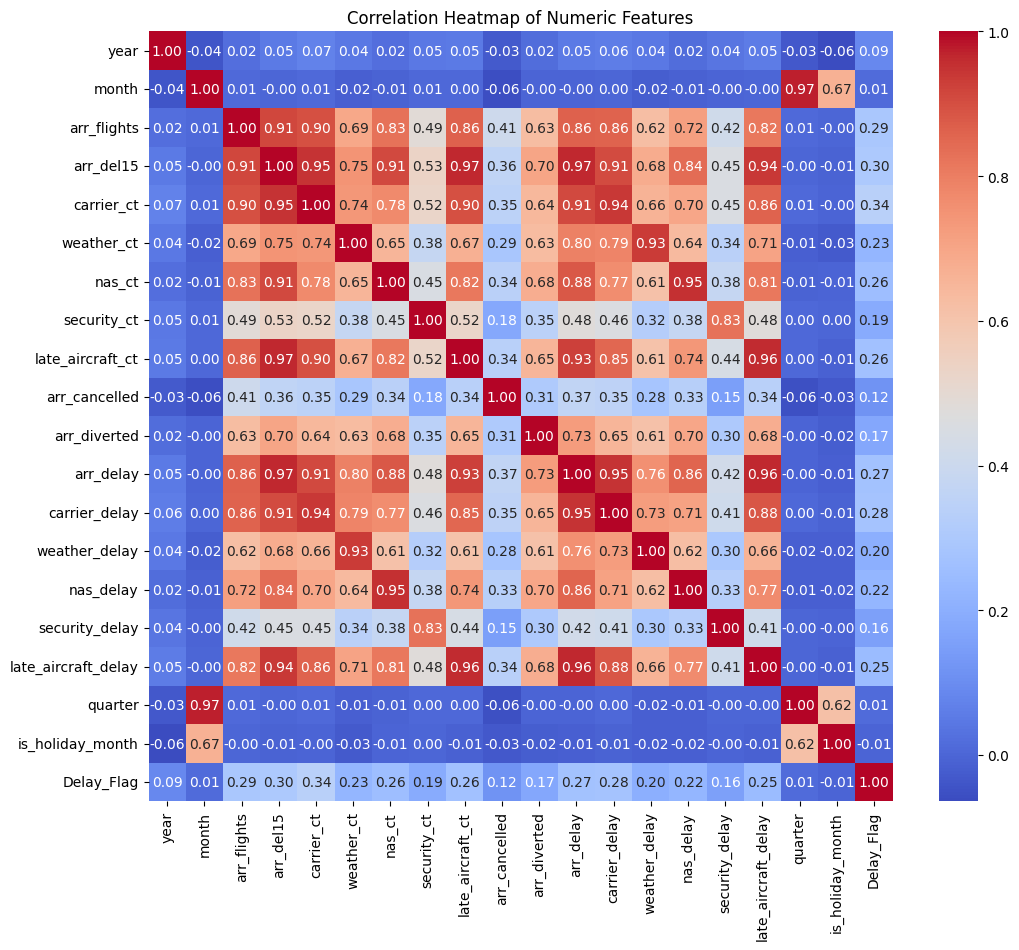 Correlation Heatmap of Numeric Features
year 1.00 -0.04 0.02 0.05 0.07 0.04 0.02 0.05 0.05 -0.03 0.02 0.05 0.06 0.04 0.02 0.04 0.05 -0.03 -0.06 0.09
month -0.04 1.00 0.01 -0.00 0.01 -0.02 -0.01 0.01 0.00 -0.06 -0.00 -0.00 0.00 -0.02 -0.01 -0.00 -0.00 0.97 0.67 0.01
arr_flights 0.02 0.01 1.00 0.91 0.90 0.69 0.83 0.49 0.86 0.41 0.63 0.86 0.86 0.62 0.72 0.42 0.82 0.01 -0.00 0.29
arr_del15 0.05 -0.00 0.91 1.00 0.95 0.75 0.91 0.53 0.97 0.36 0.70 0.97 0.91 0.68 0.84 0.45 0.94 -0.00 -0.01 0.30
carrier_ct 0.07 0.01 0.90 0.95 1.00 0.74 0.78 0.52 0.90 0.35 0.64 0.91 0.94 0.66 0.70 0.45 0.86 0.01 -0.00 0.34
weather_ct 0.04 -0.02 0.69 0.75 0.74 1.00 0.65 0.38 0.67 0.29 0.63 0.80 0.79 0.93 0.64 0.34 0.71 -0.01 -0.03 0.23
nas_ct 0.02 -0.01 0.83 0.91 0.78 0.65 1.00 0.45 0.82 0.34 0.68 0.88 0.77 0.61 0.95 0.38 0.81 -0.01 -0.01 0.26
security_ct 0.05 0.01 0.49 0.53 0.52 0.38 0.45 1.00 0.52 0.18 0.35 0.48 0.46 0.32 0.38 0.83 0.48 0.00 0.00 0.19
late_aircraft_ct 0.05 0.00 0.86 0.97 0.90 0.67 0.82 0.52 1.00 0.34 0.65 0.93 0.85 0.61 0.74 0.44 0.96 0.00 -0.01 0.26
arr_cancelled -0.03 -0.06 0.41 0.36 0.35 0.29 0.34 0.18 0.34 1.00 0.31 0.37 0.35 0.28 0.33 0.15 0.34 -0.06 -0.03 0.12
arr_diverted 0.02 -0.00 0.63 0.70 0.64 0.63 0.68 0.35 0.65 0.31 1.00 0.73 0.65 0.61 0.70 0.30 0.68 -0.00 -0.02 0.17
arr_delay 0.05 -0.00 0.86 0.97 0.91 0.80 0.88 0.48 0.93 0.37 0.73 1.00 0.95 0.76 0.86 0.42 0.96 -0.00 -0.01 0.27
carrier_delay 0.06 0.00 0.86 0.91 0.94 0.79 0.77 0.46 0.85 0.35 0.65 0.95 1.00 0.73 0.71 0.41 0.88 0.00 -0.01 0.28
weather_delay 0.04 -0.02 0.62 0.68 0.66 0.93 0.61 0.32 0.61 0.28 0.61 0.76 0.73 1.00 0.62 0.30 0.66 -0.02 -0.02 0.20
nas_delay 0.02 -0.01 0.72 0.84 0.70 0.64 0.95 0.38 0.74 0.33 0.70 0.86 0.71 0.62 1.00 0.33 0.77 -0.01 -0.02 0.22
security_delay 0.04 -0.00 0.42 0.45 0.45 0.34 0.38 0.83 0.44 0.15 0.30 0.42 0.41 0.30 0.33 1.00 0.41 -0.00 -0.00 0.16
late_aircraft_delay 0.05 -0.00 0.82 0.94 0.86 0.71 0.81 0.48 0.96 0.34 0.68 0.96 0.88 0.66 0.77 0.41 1.00 -0.00 -0.01 0.25
quarter -0.03 0.97 0.01 -0.00 0.01 -0.01 -0.01 0.00 0.00 -0.06 -0.00 -0.00 0.00 -0.02 -0.01 -0.00 -0.00 1.00 0.62 0.01
is_holiday_month -0.06 0.67 -0.00 -0.01 -0.00 -0.03 -0.01 0.00 -0.01 -0.03 -0.02 -0.01 -0.01 -0.02 -0.02 -0.00 -0.01 0.62 1.00 -0.01
Delay_Flag 0.09 0.01 0.29 0.30 0.34 0.23 0.26 0.19 0.26 0.12 0.17 0.27 0.28 0.20 0.22 0.16 0.25 0.01 -0.01 1.00
year month arr_flights arr_del15 carrier_ct weather_ct nas_ct security_ct late_aircraft_ct arr_cancelled arr_diverted arr_delay carrier_delay weather_delay nas_delay security_delay late_aircraft_delay quarter is_holiday_month Delay_Flag
1.0
0.8
0.6
0.4
0.2
0.0